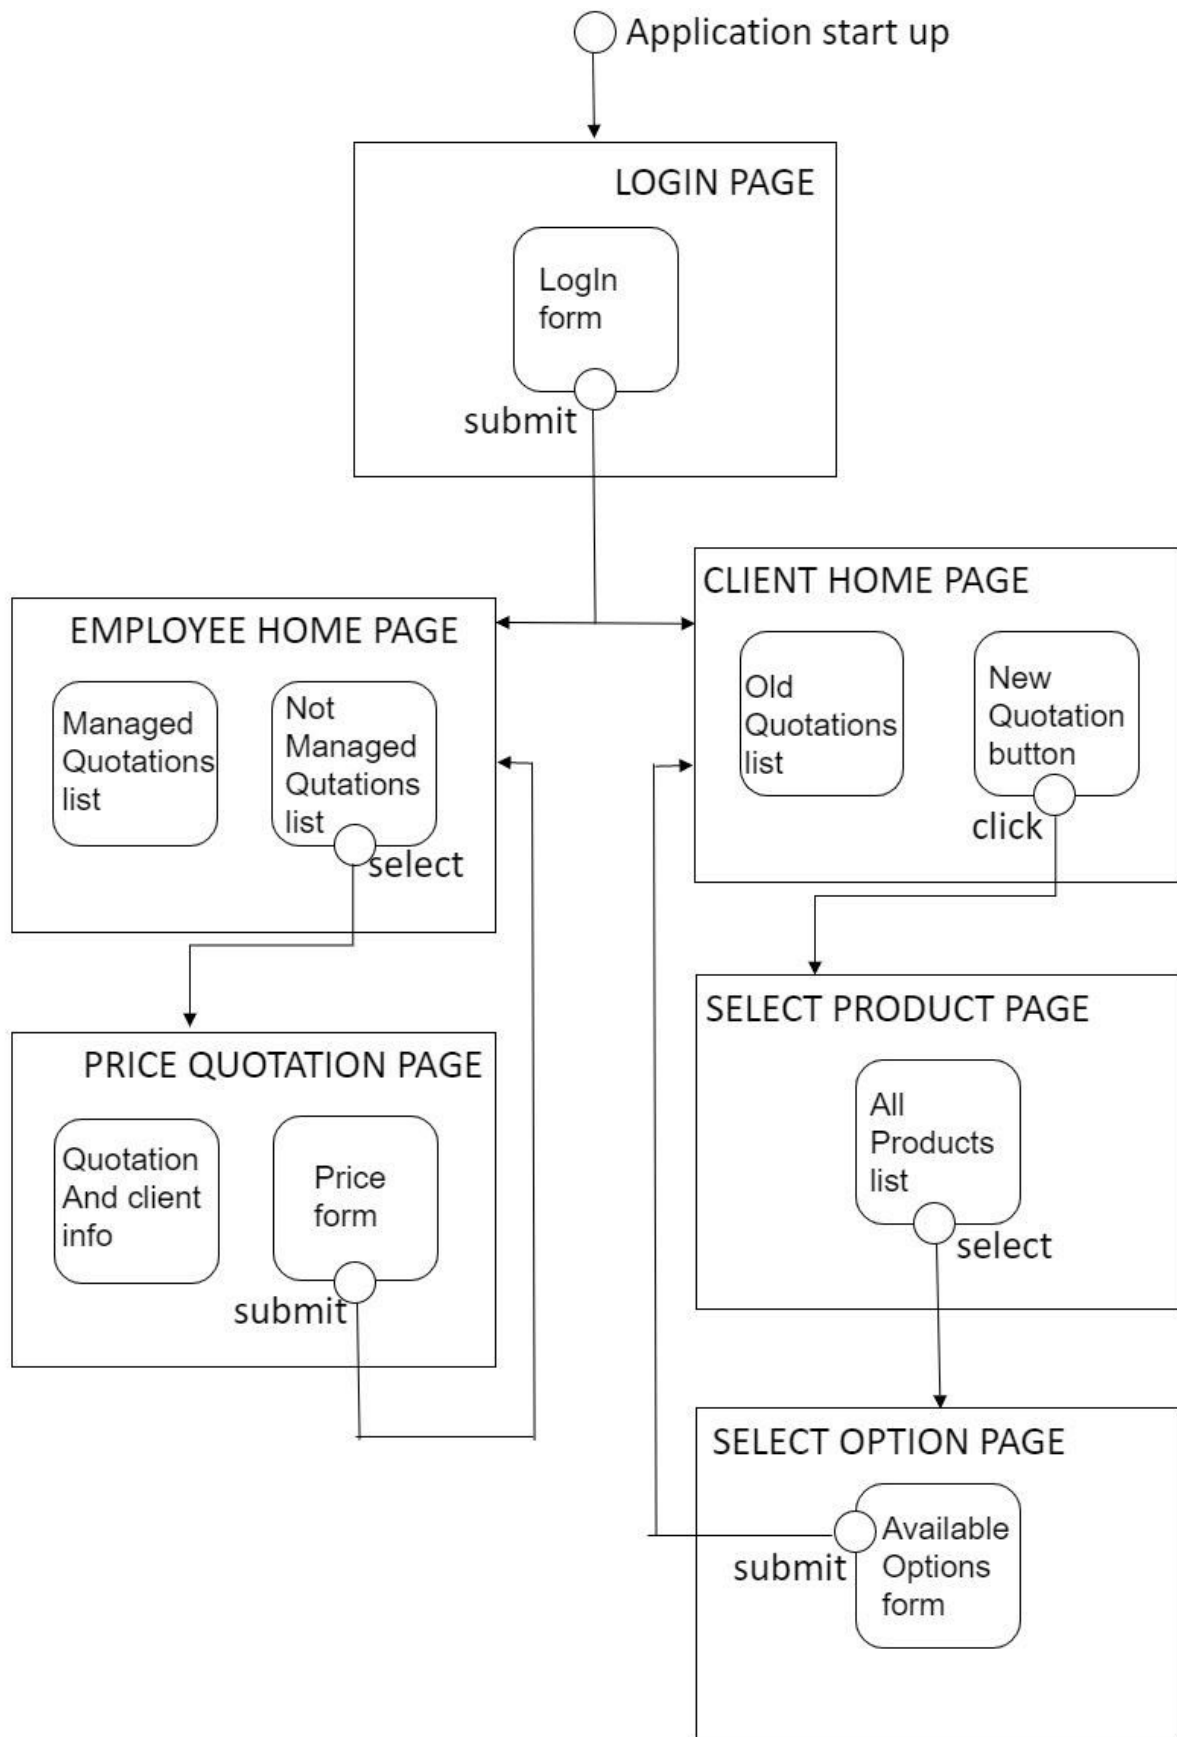 Application start up
LOGIN PAGE
LogIn
form
submit
EMPLOYEE HOME PAGE
Managed
Quotations
list
Not
Managed
Qutations
list
select
CLIENT HOME PAGE
Old
Quotations
list
New
Quotation
button
click
PRICE QUOTATION PAGE
Quotation
And client
info
Price
form
submit
SELECT PRODUCT PAGE
All
Products
list
select
SELECT OPTION PAGE
Available
Options
form
submit